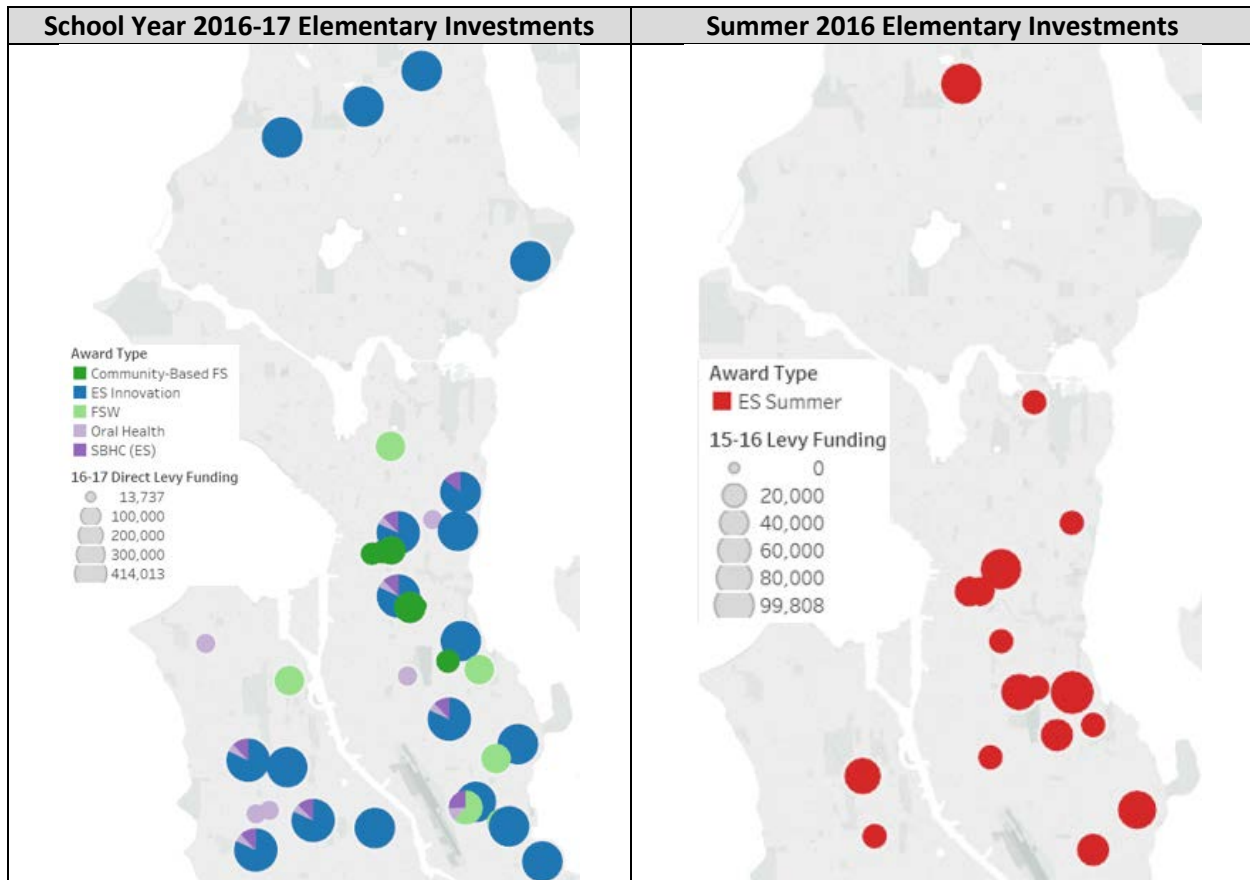 School Year 2016-17 Elementary Investments
Summer 2016 Elementary Investments
Award Type
Community-Based FS
ES Innovation
FSW
Oral Health
SBHC (ES)
16-17 Direct Levy Funding
13,737
100,000
200,000
300,000
414,013
Award Type
ES Summer
15-16 Levy Funding
0
20,000
40,000
60,000
80,000
99,808